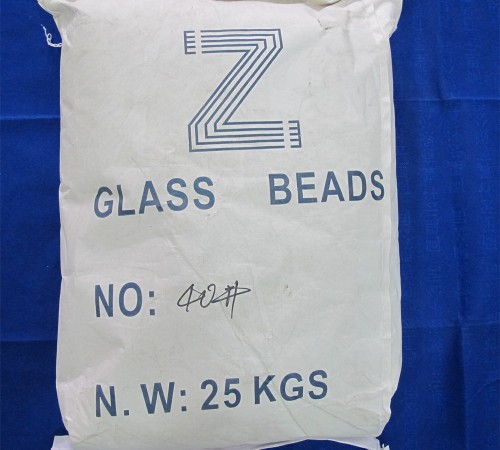 Z
GLASS BEADS
NO: 40#
N. W: 25 KGS